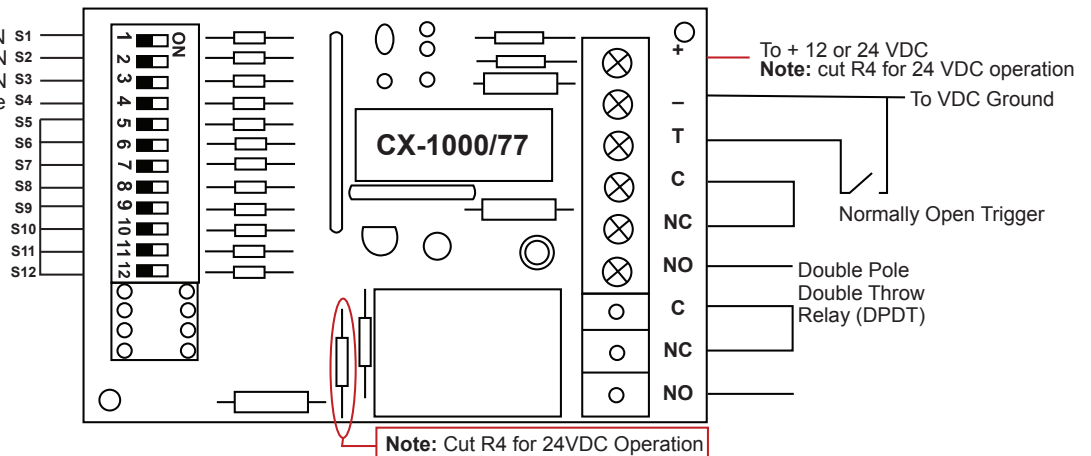 N S1
N S2
N S3
e S4
S5
S6
S7
S8
S9
S10
S11
S12
ON
1
2
3
4
5
6
7
8
9
10
11
12
CX-1000/77
+
–
T
C
NC
NO
C
NC
NO
To + 12 or 24 VDC
Note: cut R4 for 24 VDC operation
To VDC Ground
Normally Open Trigger
Double Pole
Double Throw
Relay (DPDT)
Note: Cut R4 for 24VDC Operation